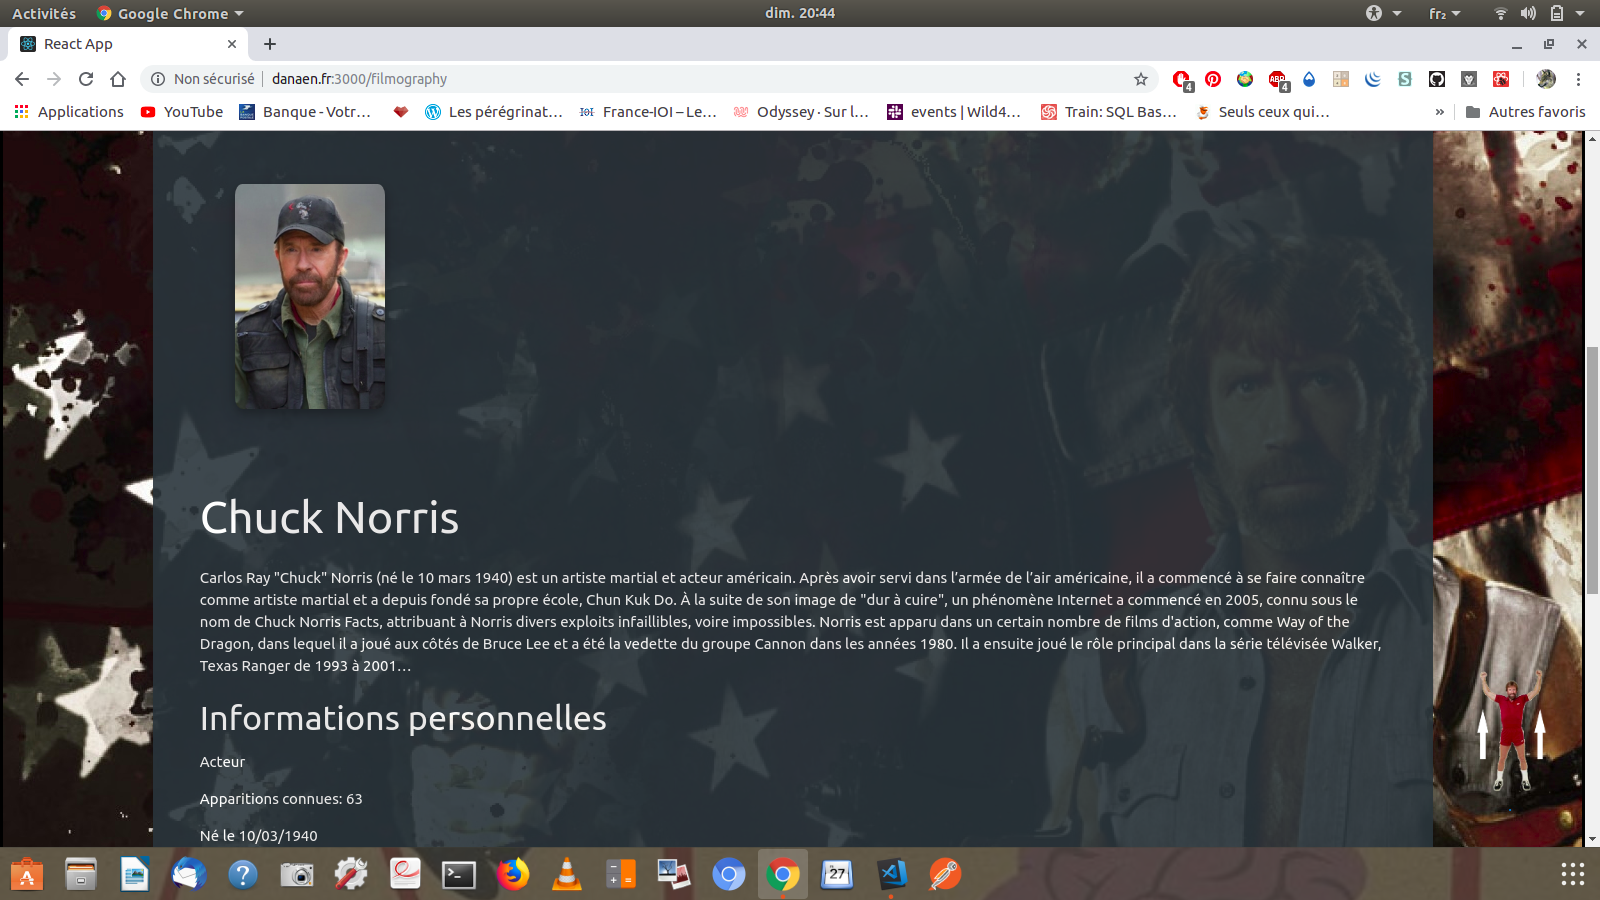 Activités
Google Chrome
dim. 20:44
fr₂
React App
Non sécurisé
danaen.fr:3000/filmography
4
4
Applications
YouTube
Banque - Votr…
Les pérégrinat…
France-IOI – Le…
Odyssey · Sur l…
events | Wild4…
Train: SQL Bas…
Seuls ceux qui…
»
Autres favoris
Chuck Norris
Carlos Ray "Chuck" Norris (né le 10 mars 1940) est un artiste martial et acteur américain. Après avoir servi dans l’armée de l’air américaine, il a commencé à se faire connaître
comme artiste martial et a depuis fondé sa propre école, Chun Kuk Do. À la suite de son image de "dur à cuire", un phénomène Internet a commencé en 2005, connu sous le
nom de Chuck Norris Facts, attribuant à Norris divers exploits infaillibles, voire impossibles. Norris est apparu dans un certain nombre de films d'action, comme Way of the
Dragon, dans lequel il a joué aux côtés de Bruce Lee et a été la vedette du groupe Cannon dans les années 1980. Il a ensuite joué le rôle principal dans la série télévisée Walker,
Texas Ranger de 1993 à 2001…
Informations personnelles
Acteur
Apparitions connues: 63
Né le 10/03/1940
27